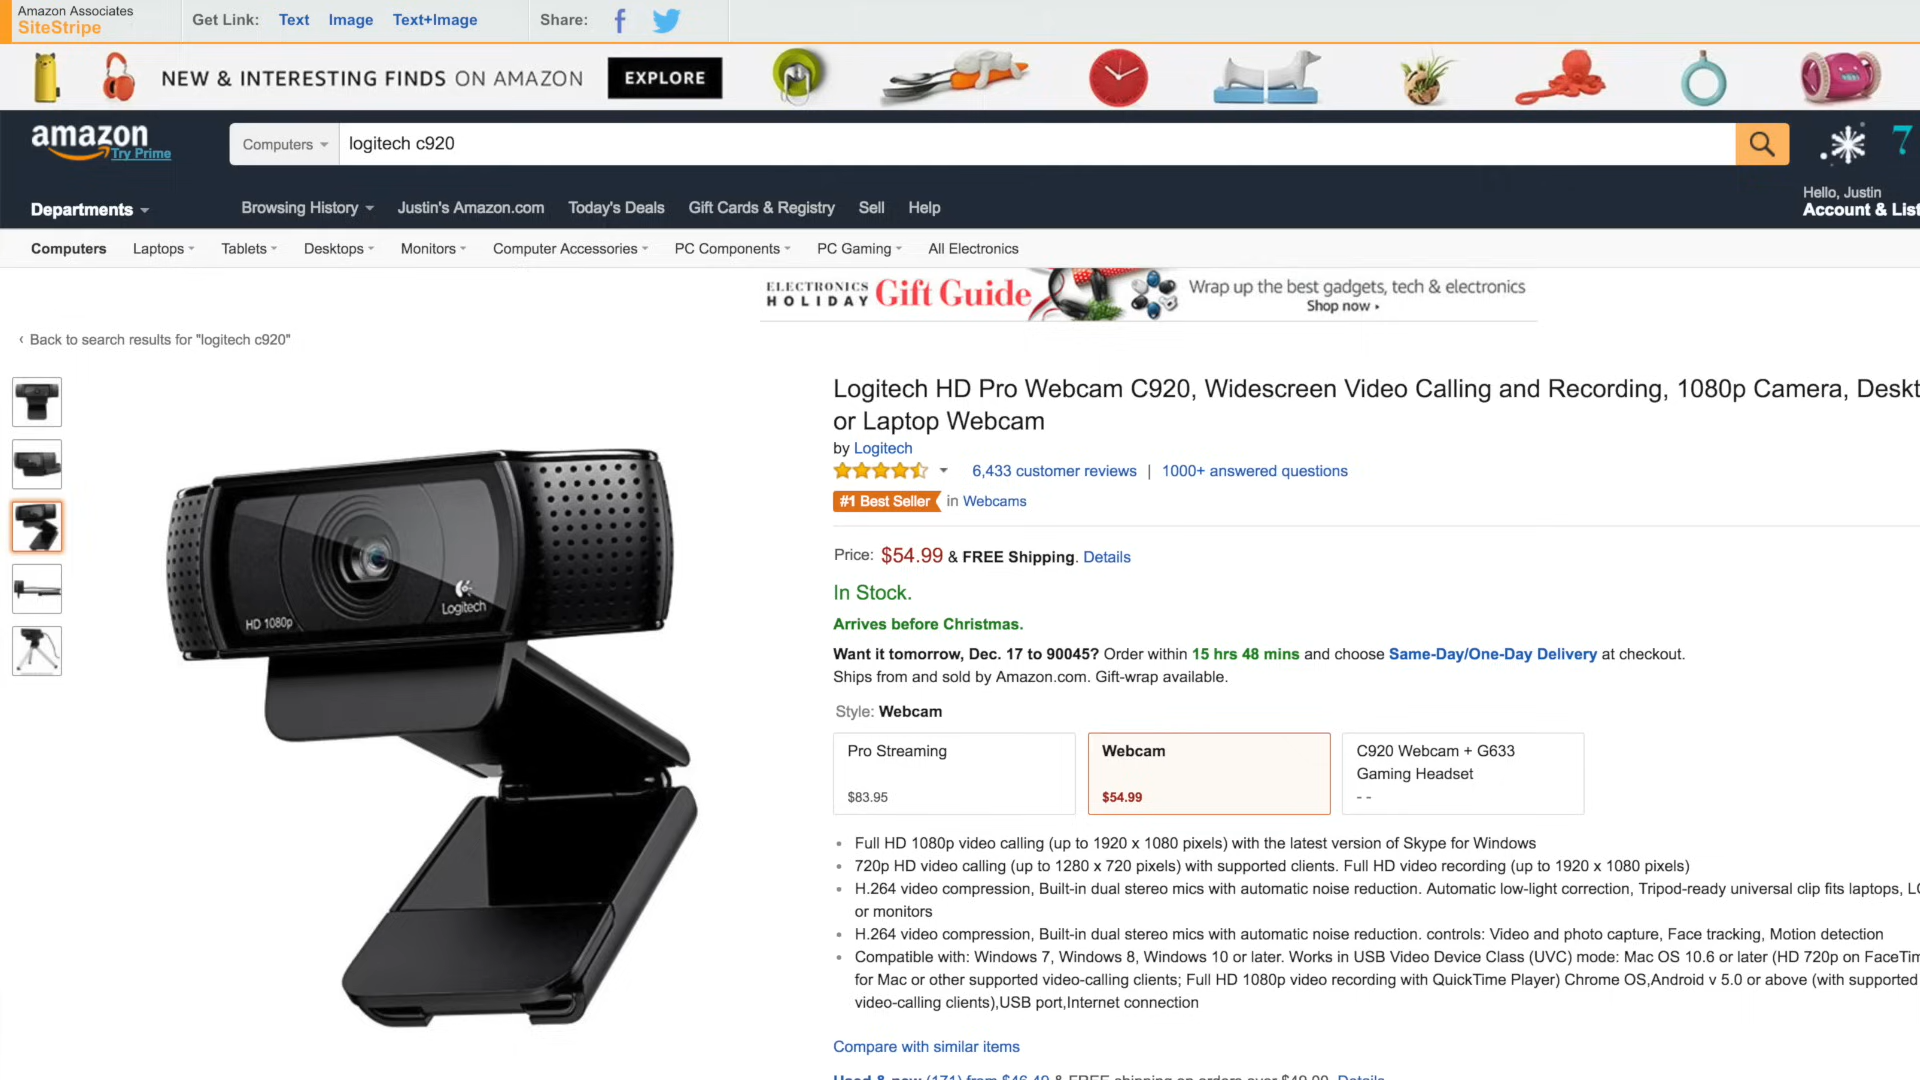 Amazon Associates
SiteStripe
Get Link: Text Image Text+Image
Share:
NEW & INTERESTING FINDS ON AMAZON EXPLORE
amazon
Try Prime
Computers
logitech c920
7
Hello, Justin
Account & List
Departments
Browsing History Justin's Amazon.com Today's Deals Gift Cards & Registry Sell Help
Computers Laptops Tablets Desktops Monitors Computer Accessories PC Components PC Gaming All Electronics
ELECTRONICS
HOLIDAY
Gift Guide
Wrap up the best gadgets, tech & electronics
Shop now
‹ Back to search results for "logitech c920"
HD 1080p
Logitech
Logitech HD Pro Webcam C920, Widescreen Video Calling and Recording, 1080p Camera, Deskt
or Laptop Webcam
by Logitech
6,433 customer reviews | 1000+ answered questions
#1 Best Seller in Webcams
Price: $54.99 & FREE Shipping. Details
In Stock.
Arrives before Christmas.
Want it tomorrow, Dec. 17 to 90045? Order within 15 hrs 48 mins and choose Same-Day/One-Day Delivery at checkout.
Ships from and sold by Amazon.com. Gift-wrap available.
Style: Webcam
Pro Streaming
$83.95
Webcam
$54.99
C920 Webcam + G633
Gaming Headset
- -
• Full HD 1080p video calling (up to 1920 x 1080 pixels) with the latest version of Skype for Windows
• 720p HD video calling (up to 1280 x 720 pixels) with supported clients. Full HD video recording (up to 1920 x 1080 pixels)
• H.264 video compression, Built-in dual stereo mics with automatic noise reduction. Automatic low-light correction, Tripod-ready universal clip fits laptops, LC
or monitors
• H.264 video compression, Built-in dual stereo mics with automatic noise reduction. controls: Video and photo capture, Face tracking, Motion detection
• Compatible with: Windows 7, Windows 8, Windows 10 or later. Works in USB Video Device Class (UVC) mode: Mac OS 10.6 or later (HD 720p on FaceTim
for Mac or other supported video-calling clients; Full HD 1080p video recording with QuickTime Player) Chrome OS,Android v 5.0 or above (with supported
video-calling clients),USB port,Internet connection
Compare with similar items
Used & new (171) from $46.49 & FREE shipping on orders over $49.00. Details